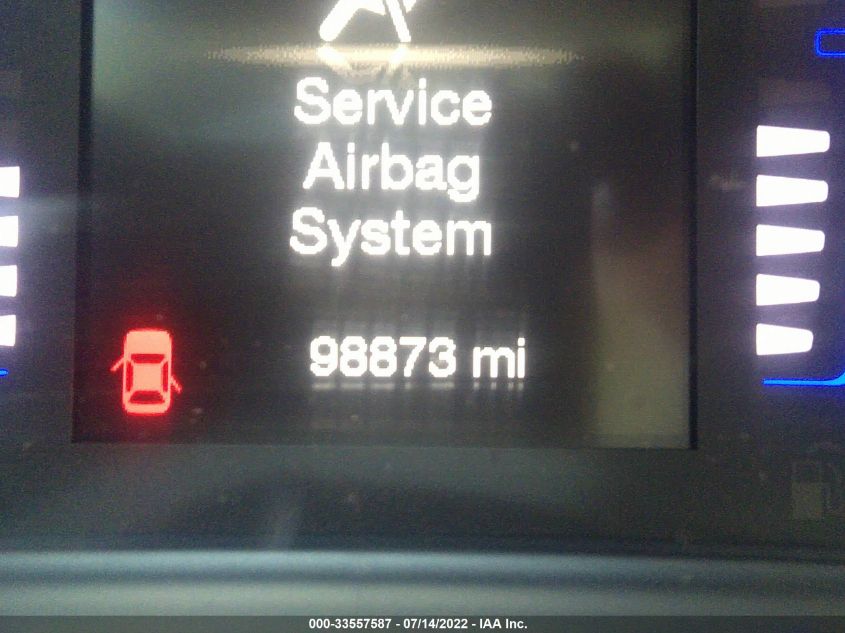 Service
Airbag
System
98873 mi
000-33557587 - 07/14/2022 - IAA Inc.